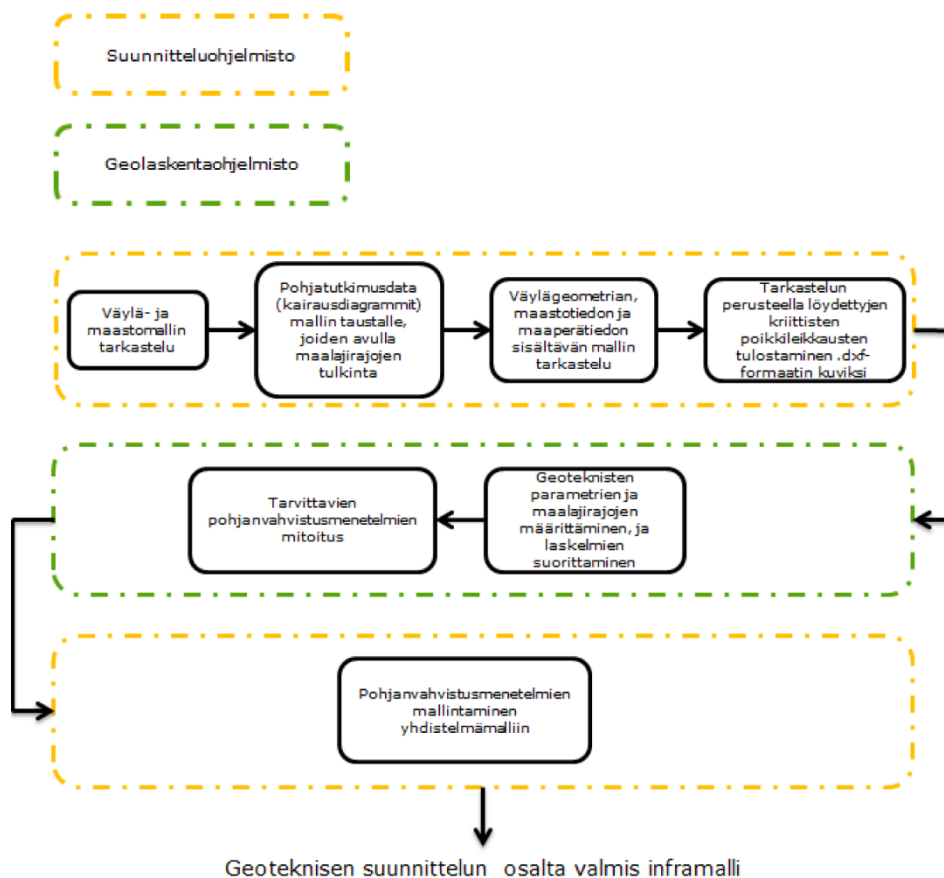 Suunnitteluohjelmisto
Geolaskentaohjelmisto
Väylä- ja
maastomallin
tarkastelu
Pohjatutkimusdata
(kairausdiagrammit)
mallin taustalle,
joiden avulla
maalajirajojen
tulkinta
Väylägeometrian,
maastotiedon ja
maaperätiedon
sisältävän mallin
tarkastelu
Tarkastelun
perusteella löydettyjen
kriittisten
poikkileikkausten
tulostaminen .dxf-
formaatin kuviksi
Tarvittavien
pohjanvahvistusmenetelmien
mitoitus
Geoteknisten
parametrien ja
maalajirajojen
määrittäminen, ja
laskelmien
suorittaminen
Pohjanvahvistusmenetelmien
mallintaminen
yhdistelmämalliin
Geoteknisen suunnittelun osalta valmis inframalli